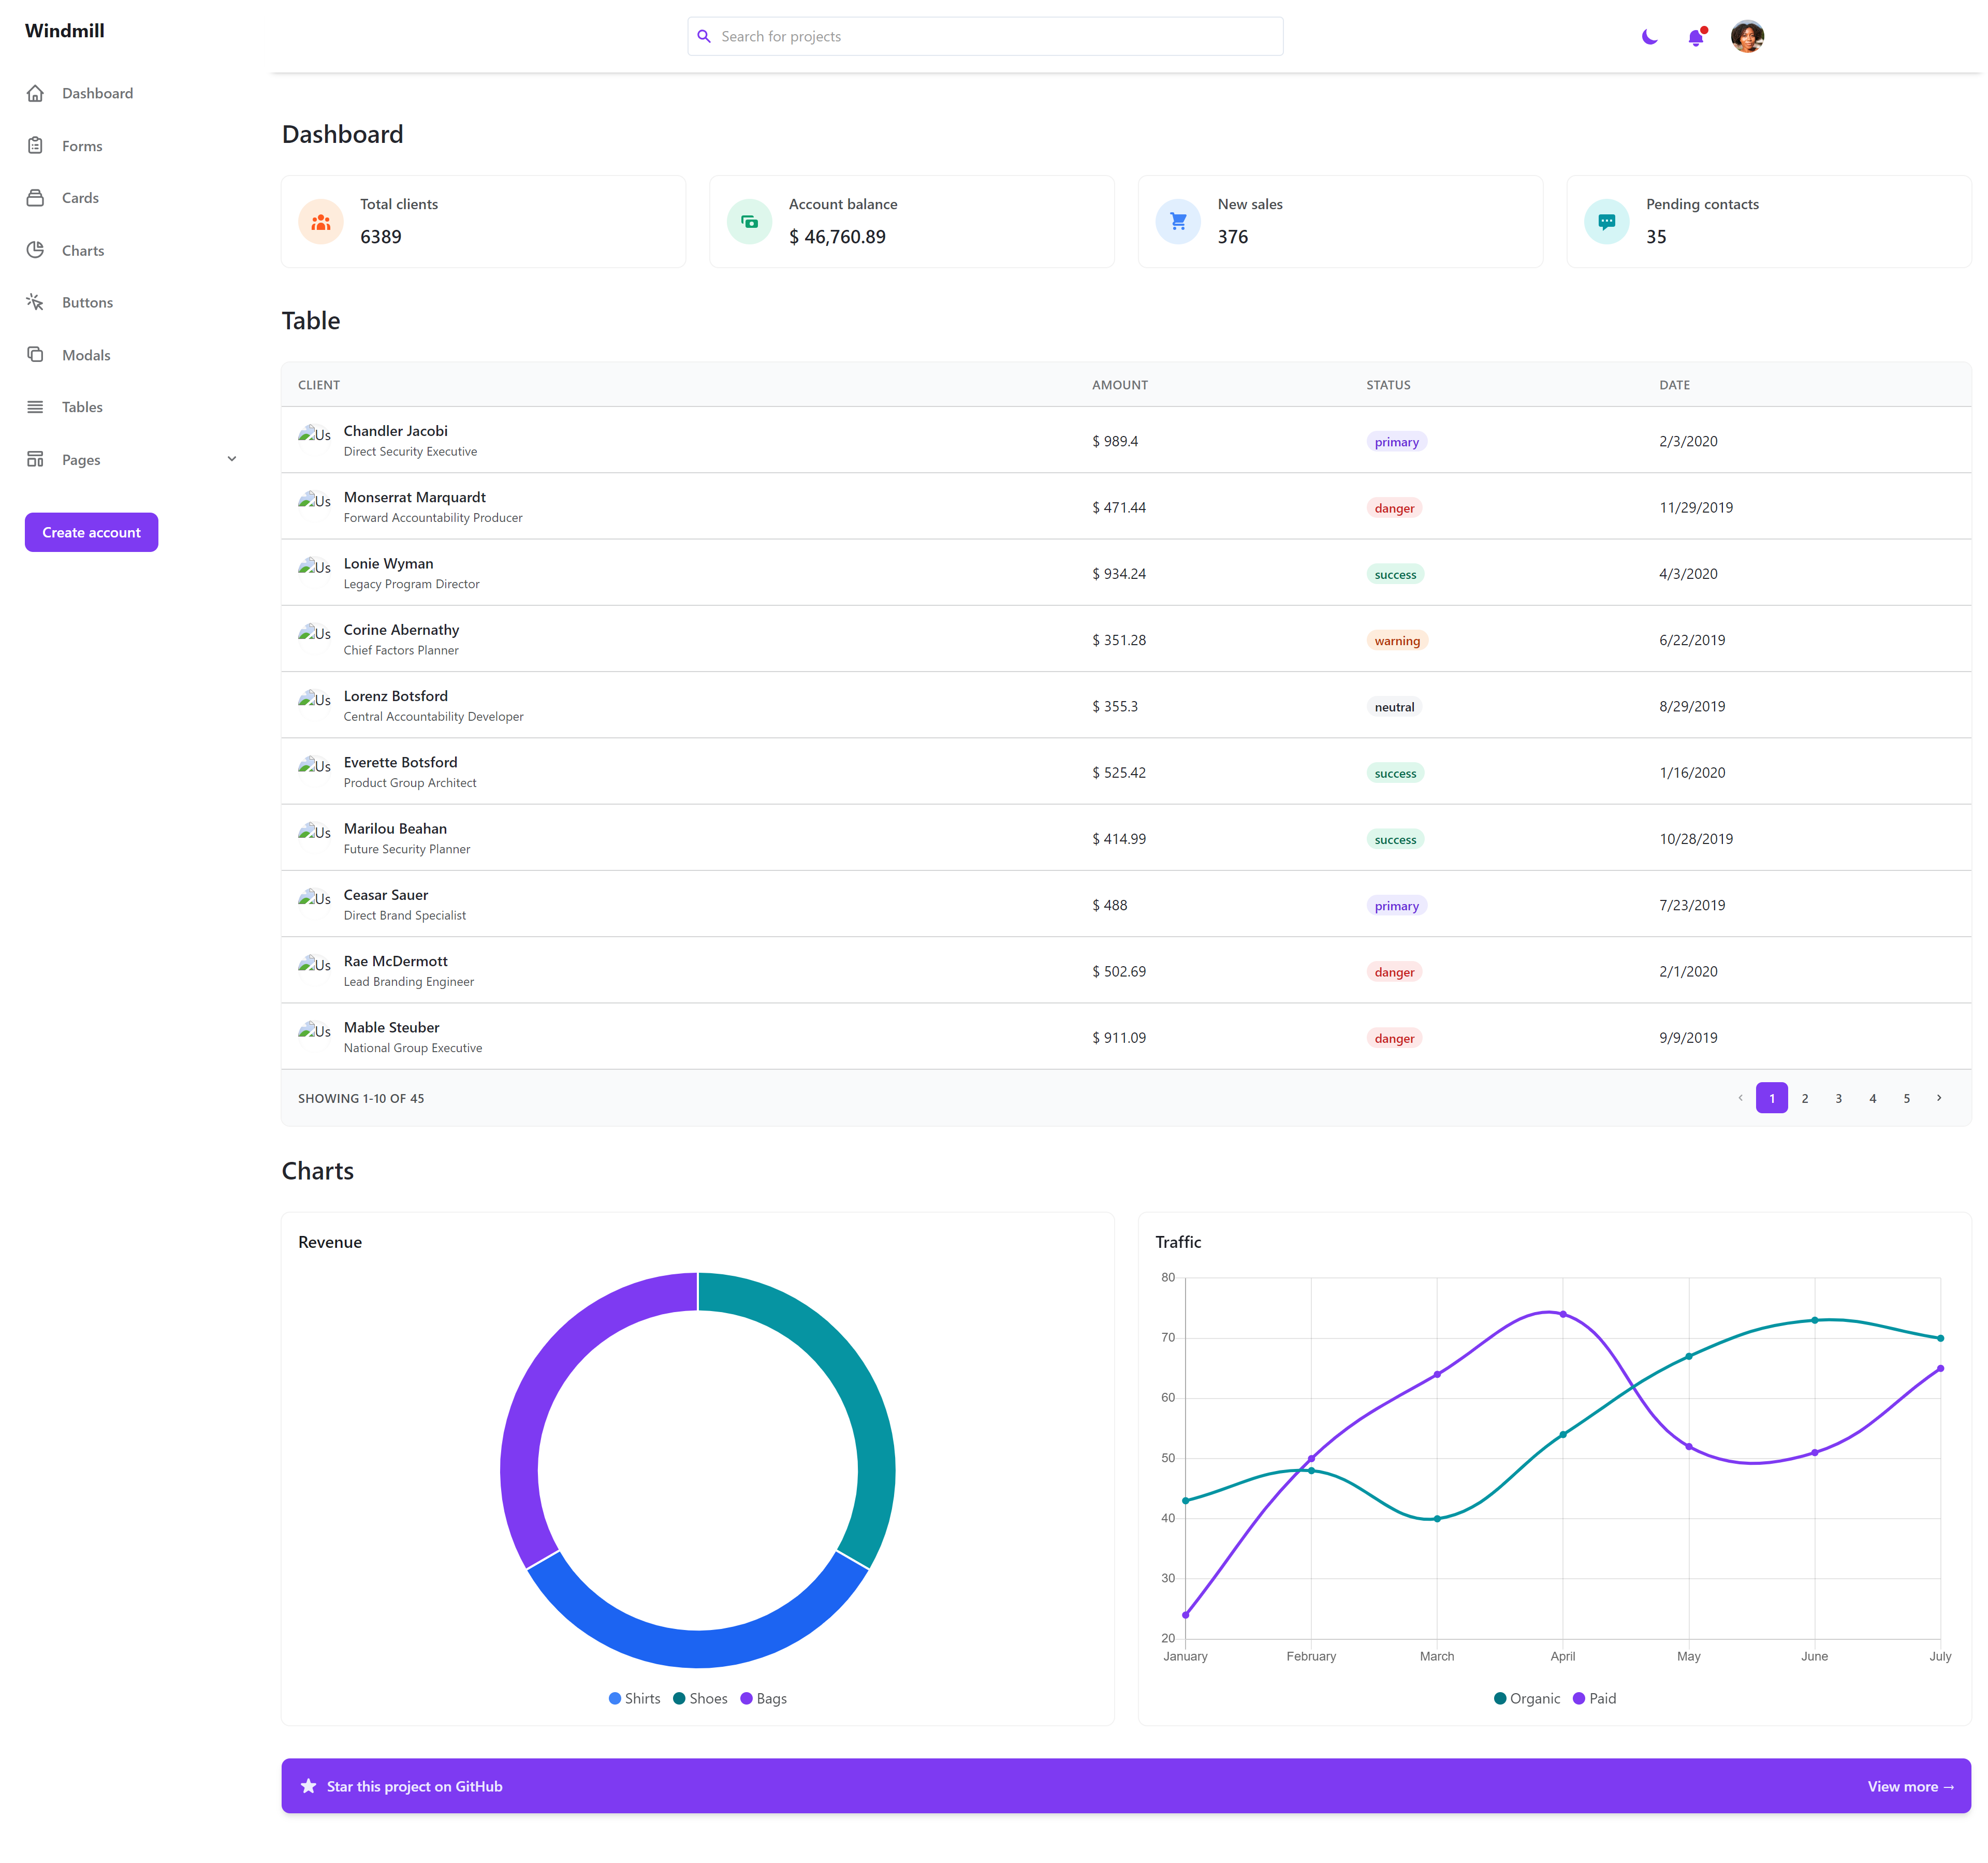 Windmill
Search for projects
Dashboard
Forms
Cards
Charts
Buttons
Modals
Tables
Pages
Create account
Dashboard
Total clients
6389
Account balance
$ 46,760.89
New sales
376
Pending contacts
35
Table
CLIENT AMOUNT STATUS DATE
Us Chandler Jacobi
Direct Security Executive
$ 989.4 primary 2/3/2020
Us Monserrat Marquardt
Forward Accountability Producer
$ 471.44 danger 11/29/2019
Us Lonie Wyman
Legacy Program Director
$ 934.24 success 4/3/2020
Us Corine Abernathy
Chief Factors Planner
$ 351.28 warning 6/22/2019
Us Lorenz Botsford
Central Accountability Developer
$ 355.3 neutral 8/29/2019
Us Everette Botsford
Product Group Architect
$ 525.42 success 1/16/2020
Us Marilou Beahan
Future Security Planner
$ 414.99 success 10/28/2019
Us Ceasar Sauer
Direct Brand Specialist
$ 488 primary 7/23/2019
Us Rae McDermott
Lead Branding Engineer
$ 502.69 danger 2/1/2020
Us Mable Steuber
National Group Executive
$ 911.09 danger 9/9/2019
SHOWING 1-10 OF 45
1 2 3 4 5
Charts
Revenue
Shirts Shoes Bags
Traffic
80
70
60
50
40
30
20
January February March April May June July
Organic Paid
Star this project on GitHub
View more →